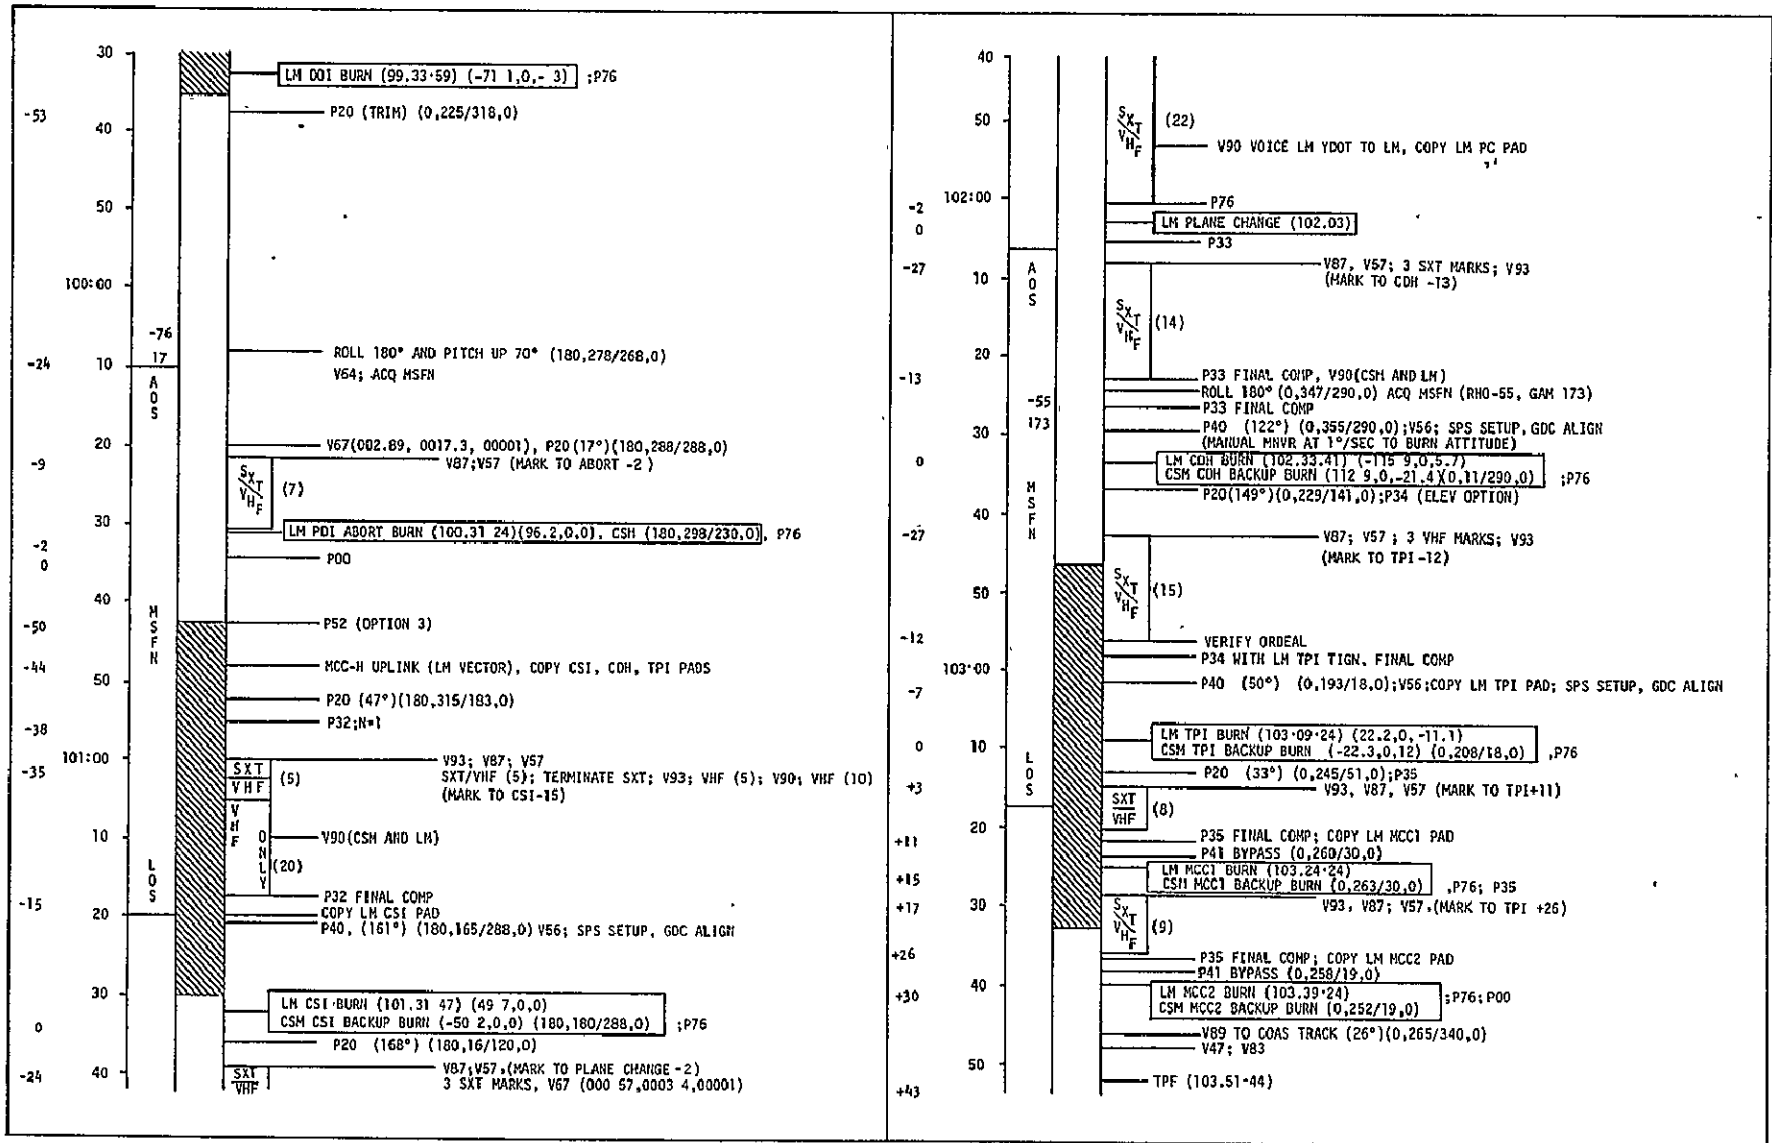 30
LM DOI BURN (99.33·59) (-71 1,0,- 3) ;P76
-53
P20 (TRIM) (0,225/318,0)
40
50
100:00
-76
17
ROLL 180° AND PITCH UP 70° (180,278/268,0)
V64; ACQ MSFN
-24
10
AOS
20
V67(002.89, 0017.3, 00001), P20(17°)(180,288/288,0)
-9
V87;V57 (MARK TO ABORT -2)
SXT/VHF (7)
30
LM PDI ABORT BURN (100.31 24)(96.2,0,0), CSM (180,298/230,0), P76
-2
0
P00
40
MSFN
-50
P52 (OPTION 3)
-44
MCC-H UPLINK (LM VECTOR), COPY CSI, CDH, TPI PADS
50
P20 (47°)(180,315/183,0)
-38
P32;N=1
101:00
V93; V87; V57
-35
SXT/VHF (5)
SXT/VHF (5); TERMINATE SXT; V93, VHF (5); V90; VHF (10)
(MARK TO CSI-15)
VHF ONLY (20)
10
V90(CSM AND LM)
LOS
P32 FINAL COMP
-15
20
COPY LM CSI PAD
P40, (161°) (180,165/288,0) V56; SPS SETUP, GDC ALIGN
30
LM CSI BURN (101.31 47) (49 7,0,0)
CSM CSI BACKUP BURN (-50 2,0,0) (180,180/288,0) ;P76
0
P20 (168°) (180,16/120,0)
-24
40
SXT/VHF
V87;V57,(MARK TO PLANE CHANGE -2)
3 SXT MARKS, V67 (000 57,0003 4,00001)
40
SXT/VHF (22)
50
V90 VOICE LM YDOT TO LM, COPY LM PC PAD
102:00
-2
P76
0
LM PLANE CHANGE (102.03)
P33
-27
V87, V57; 3 SXT MARKS; V93
(MARK TO CDH -13)
10
AOS
SXT/VHF (14)
20
-13
P33 FINAL COMP, V90(CSM AND LM)
-55
173
ROLL 180° (0,347/290,0) ACQ MSFN (RHO-55, GAM 173)
P33 FINAL COMP
30
P40 (122°) (0,355/290,0);V56; SPS SETUP, GDC ALIGN
(MANUAL MNVR AT 1°/SEC TO BURN ATTITUDE)
0
LM CDH BURN (102.33.41) (-115 9,0,5.7)
CSM CDH BACKUP BURN (112 9,0,-21.4)(0,11/290,0) ;P76
P20(149°)(0,229/141,0);P34 (ELEV OPTION)
MSFN
40
-27
V87; V57 ; 3 VHF MARKS; V93
(MARK TO TPI -12)
SXT/VHF (15)
50
-12
VERIFY ORDEAL
P34 WITH LM TPI TIGN, FINAL COMP
103:00
-7
P40 (50°) (0,193/18,0);V56;COPY LM TPI PAD; SPS SETUP, GDC ALIGN
0
10
LM TPI BURN (103·09·24) (22.2,0,-11.1)
CSM TPI BACKUP BURN (-22.3,0,12) (0,208/18,0) ,P76
LOS
P20 (33°) (0,245/51,0);P35
+3
V93, V87, V57 (MARK TO TPI+11)
SXT/VHF (8)
20
+11
P35 FINAL COMP; COPY LM MCC1 PAD
P41 BYPASS (0,260/30,0)
+15
LM MCC1 BURN (103.24·24)
CSM MCC1 BACKUP BURN (0,263/30,0) ,P76; P35
+17
30
V93, V87; V57,(MARK TO TPI +26)
SXT/VHF (9)
+26
P35 FINAL COMP; COPY LM MCC2 PAD
P41 BYPASS (0,258/19,0)
+30
40
LM MCC2 BURN (103.39·24)
CSM MCC2 BACKUP BURN (0,252/19,0) ;P76;P00
V89 TO COAS TRACK (26°)(0,265/340,0)
V47; V83
50
+43
TPF (103.51·44)